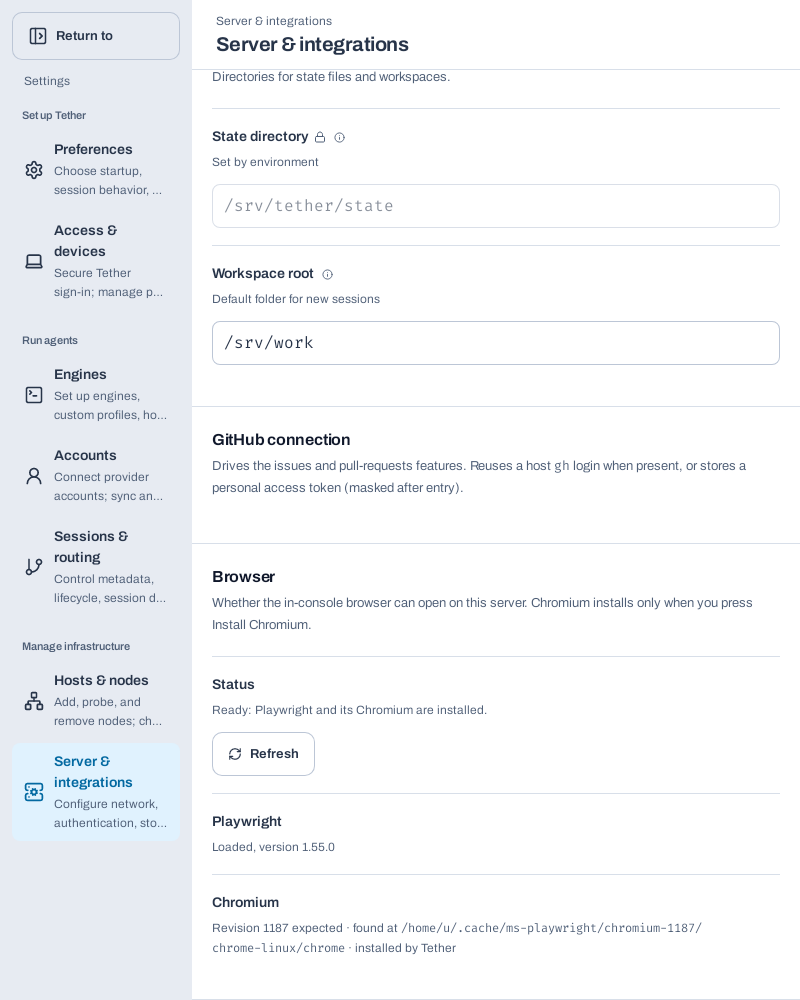 Return to
Settings
Set up Tether
Preferences
Choose startup,
session behavior, ...
Access &
devices
Secure Tether
sign-in; manage p...
Run agents
Engines
Set up engines,
custom profiles, ho...
Accounts
Connect provider
accounts; sync an...
Sessions &
routing
Control metadata,
lifecycle, session d...
Manage infrastructure
Hosts & nodes
Add, probe, and
remove nodes; ch...
Server &
integrations
Configure network,
authentication, sto...
Server & integrations
Server & integrations
Directories for state files and workspaces.
State directory
Set by environment
/srv/tether/state
Workspace root
Default folder for new sessions
/srv/work
GitHub connection
Drives the issues and pull-requests features. Reuses a host gh login when present, or stores a
personal access token (masked after entry).
Browser
Whether the in-console browser can open on this server. Chromium installs only when you press
Install Chromium.
Status
Ready: Playwright and its Chromium are installed.
Refresh
Playwright
Loaded, version 1.55.0
Chromium
Revision 1187 expected · found at /home/u/.cache/ms-playwright/chromium-1187/
chrome-linux/chrome · installed by Tether